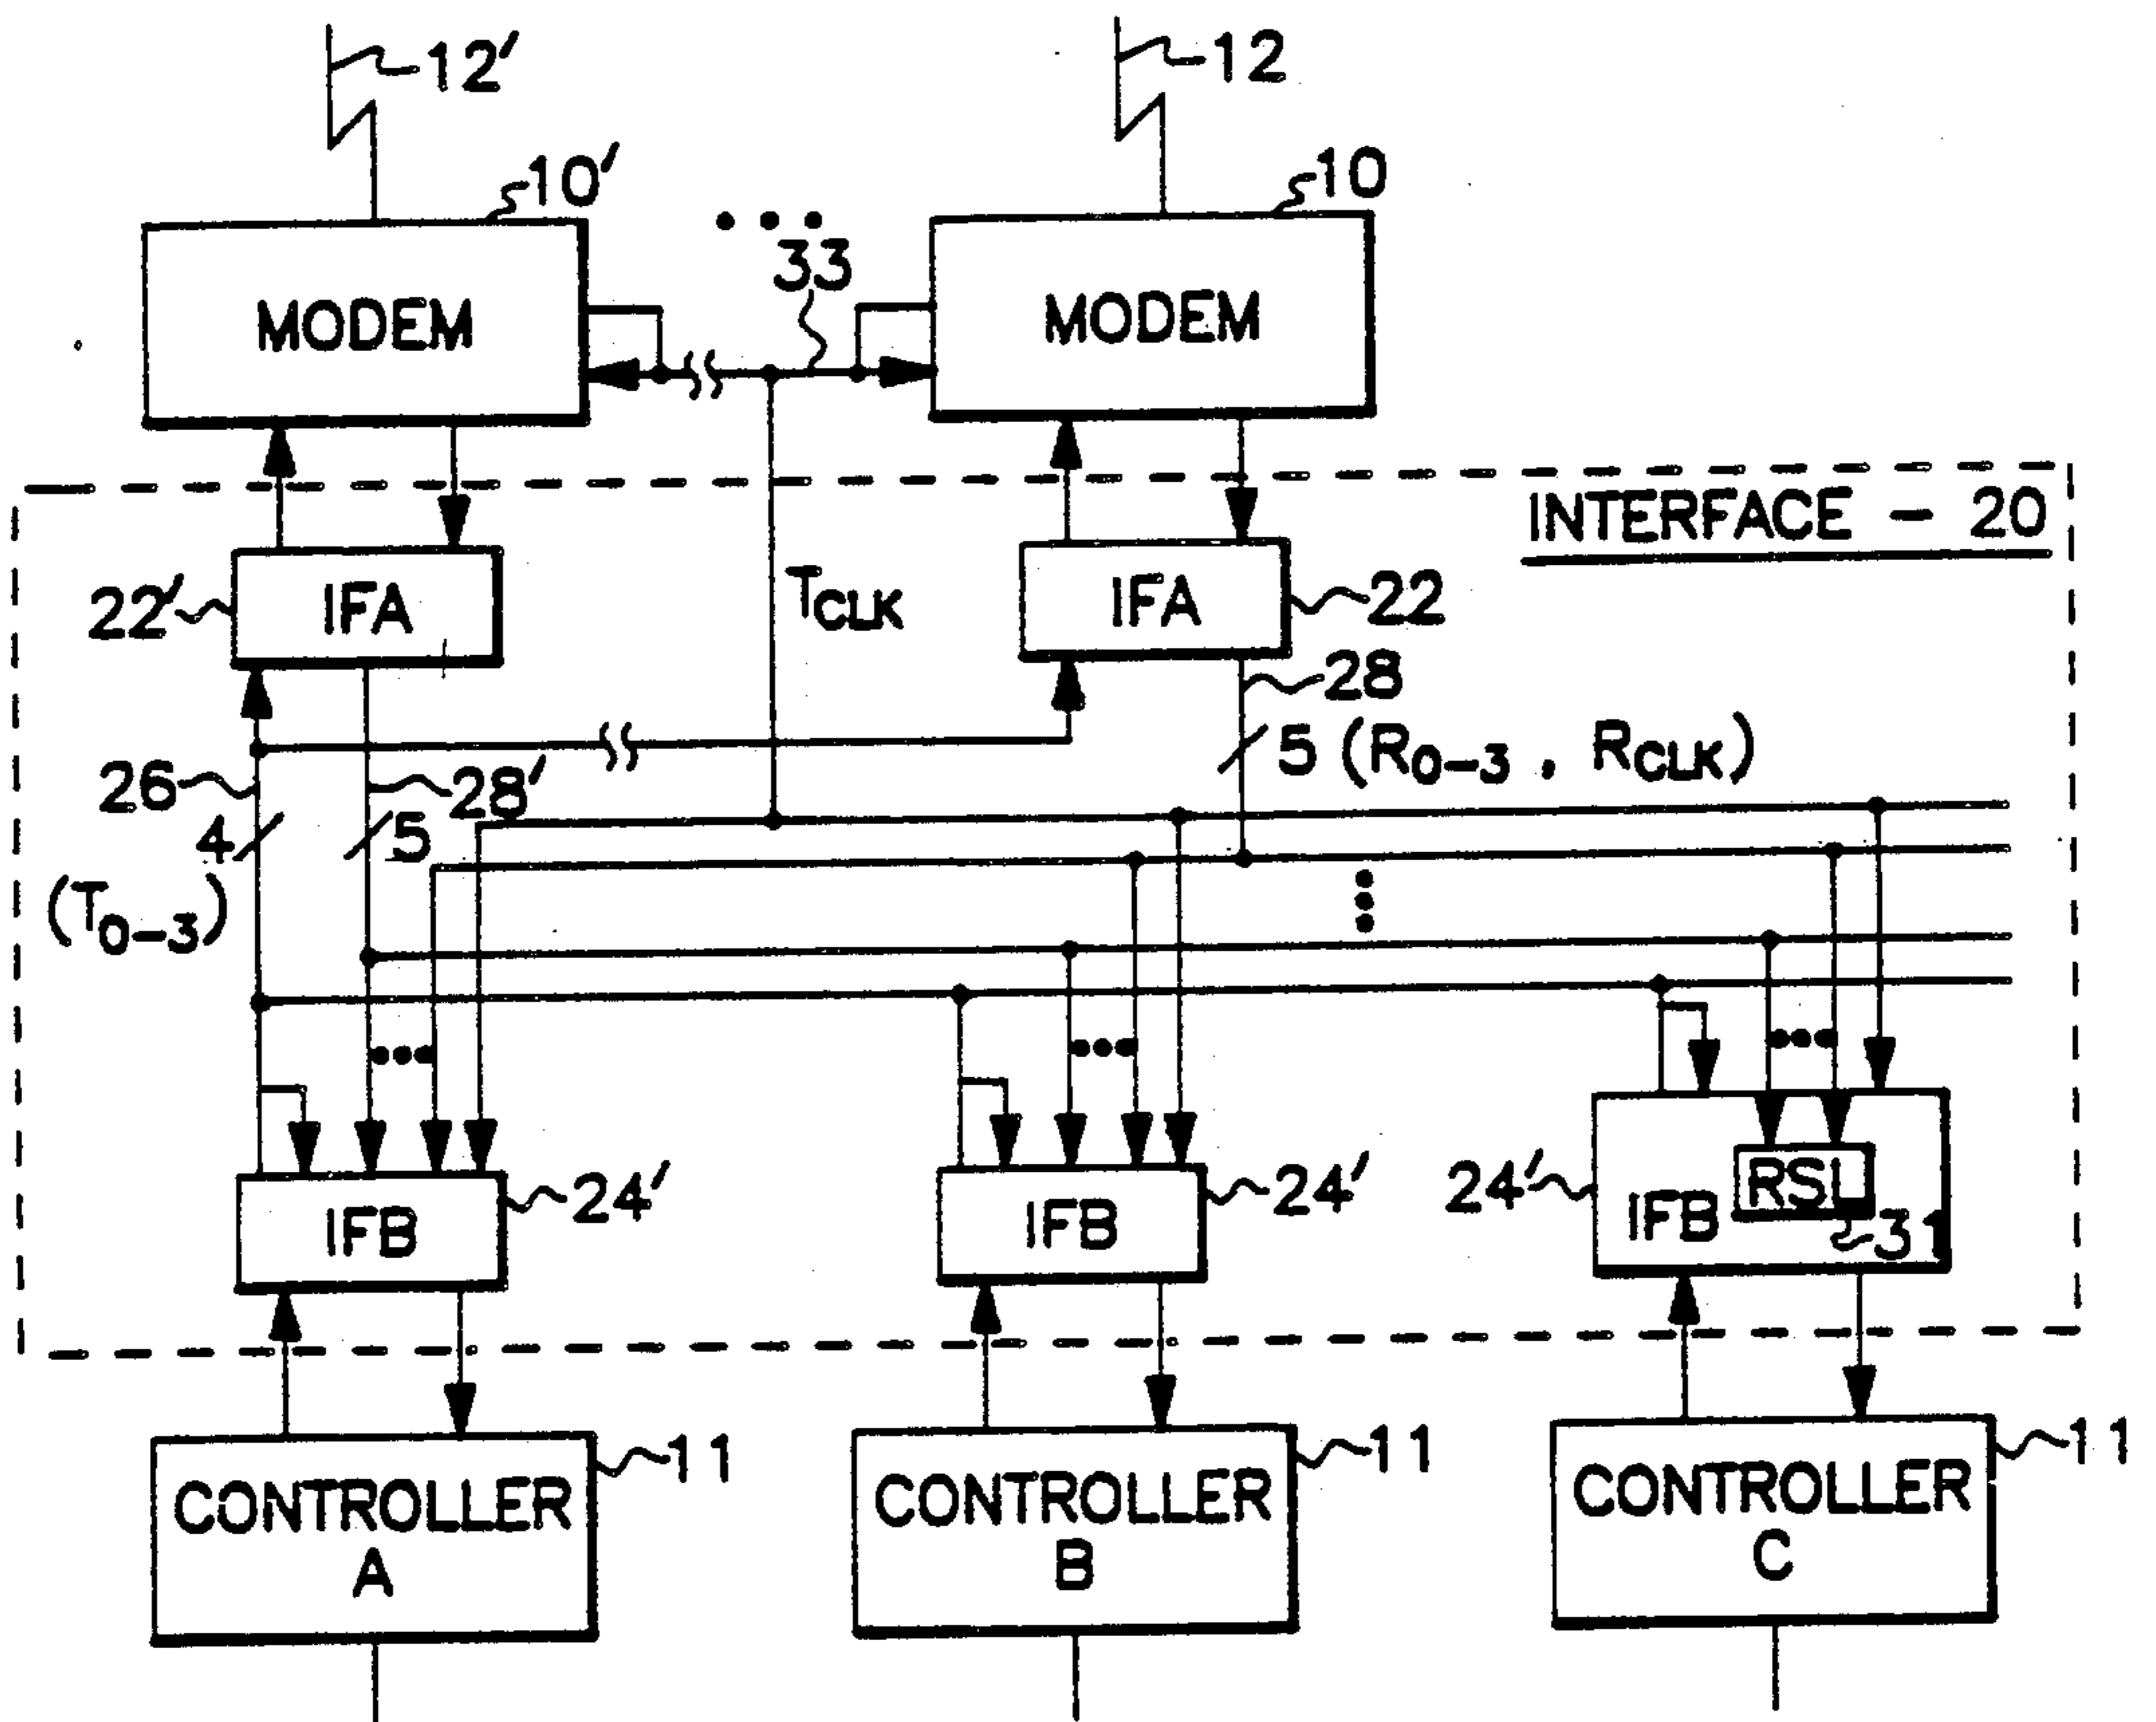 12' 12
10' 10
33
MODEM MODEM
INTERFACE - 20
22' IFA TCLK IFA 22
28
26 28' 5 (R0-3 , RCLK)
4 5
(T0-3)
24' 24' 24' RSL
IFB IFB IFB 31
11 11 11
CONTROLLER CONTROLLER CONTROLLER
A B C